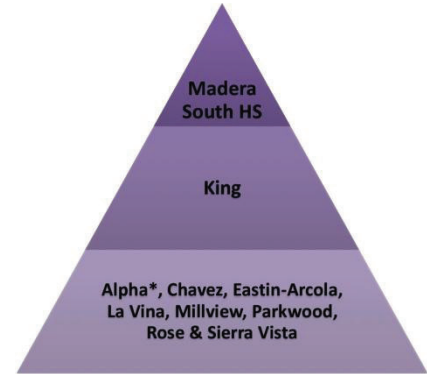 Madera
South HS
King
Alpha*, Chavez, Eastin-Arcola,
La Vina, Millview, Parkwood,
Rose & Sierra Vista